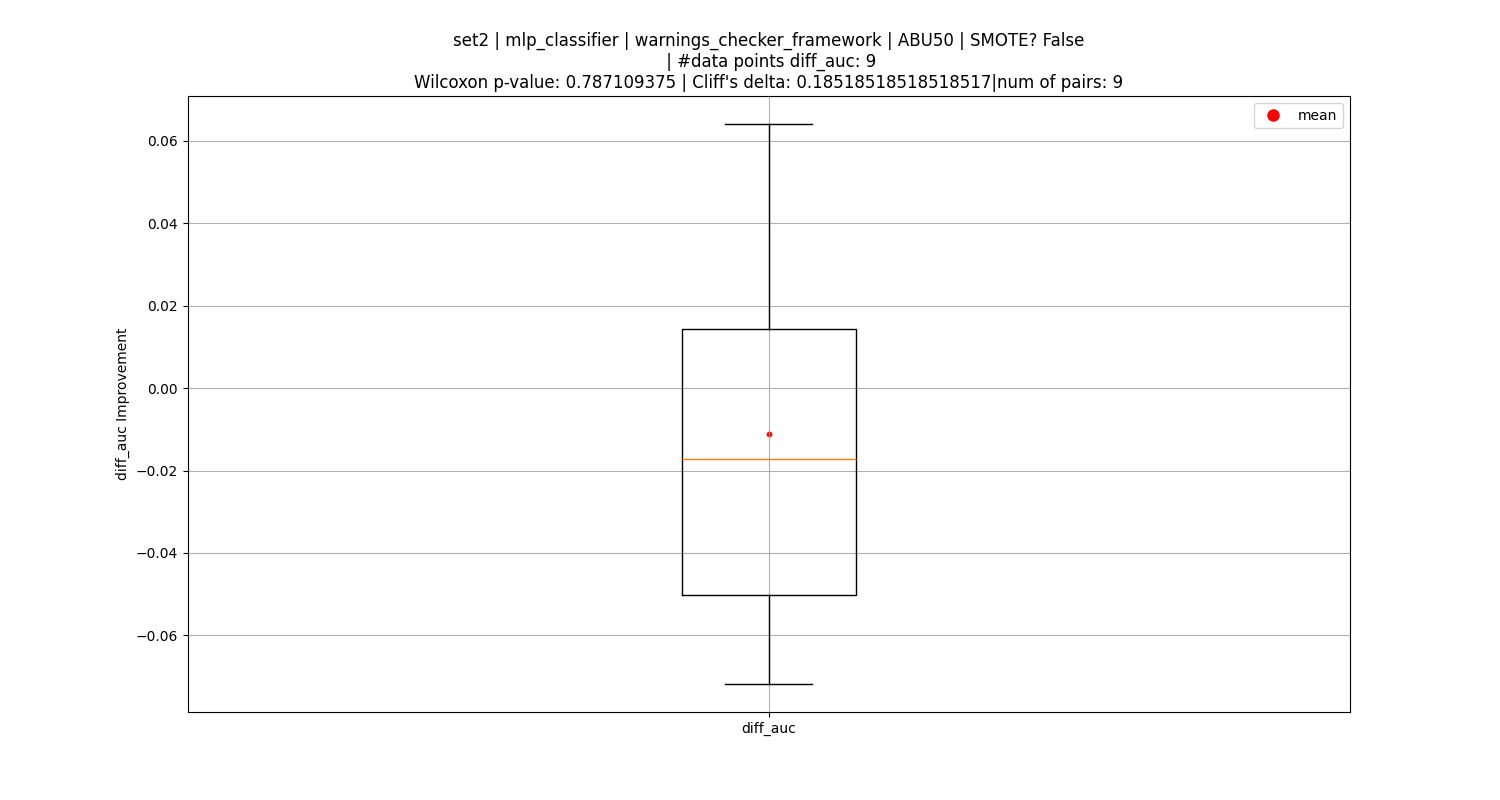 set2 | mlp_classifier | warnings_checker_framework | ABU50 | SMOTE? False
| #data points diff_auc: 9
Wilcoxon p-value: 0.787109375 | Cliff's delta: 0.18518518518518517|num of pairs: 9
mean
0.06
0.04
0.02
0.00
−0.02
−0.04
−0.06
diff_auc Improvement
diff_auc